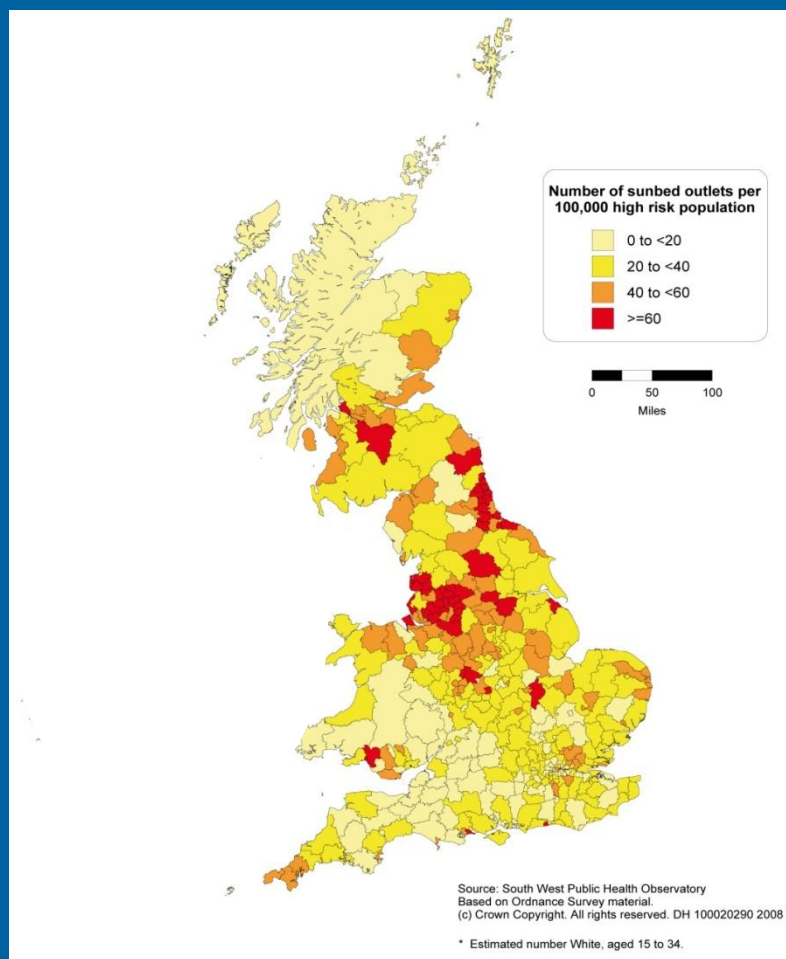 Number of sunbed outlets per
100,000 high risk population
0 to <20
20 to <40
40 to <60
>=60
0 50 100
Miles
Source: South West Public Health Observatory
Based on Ordnance Survey material.
(c) Crown Copyright. All rights reserved. DH 100020290 2008
* Estimated number White, aged 15 to 34.